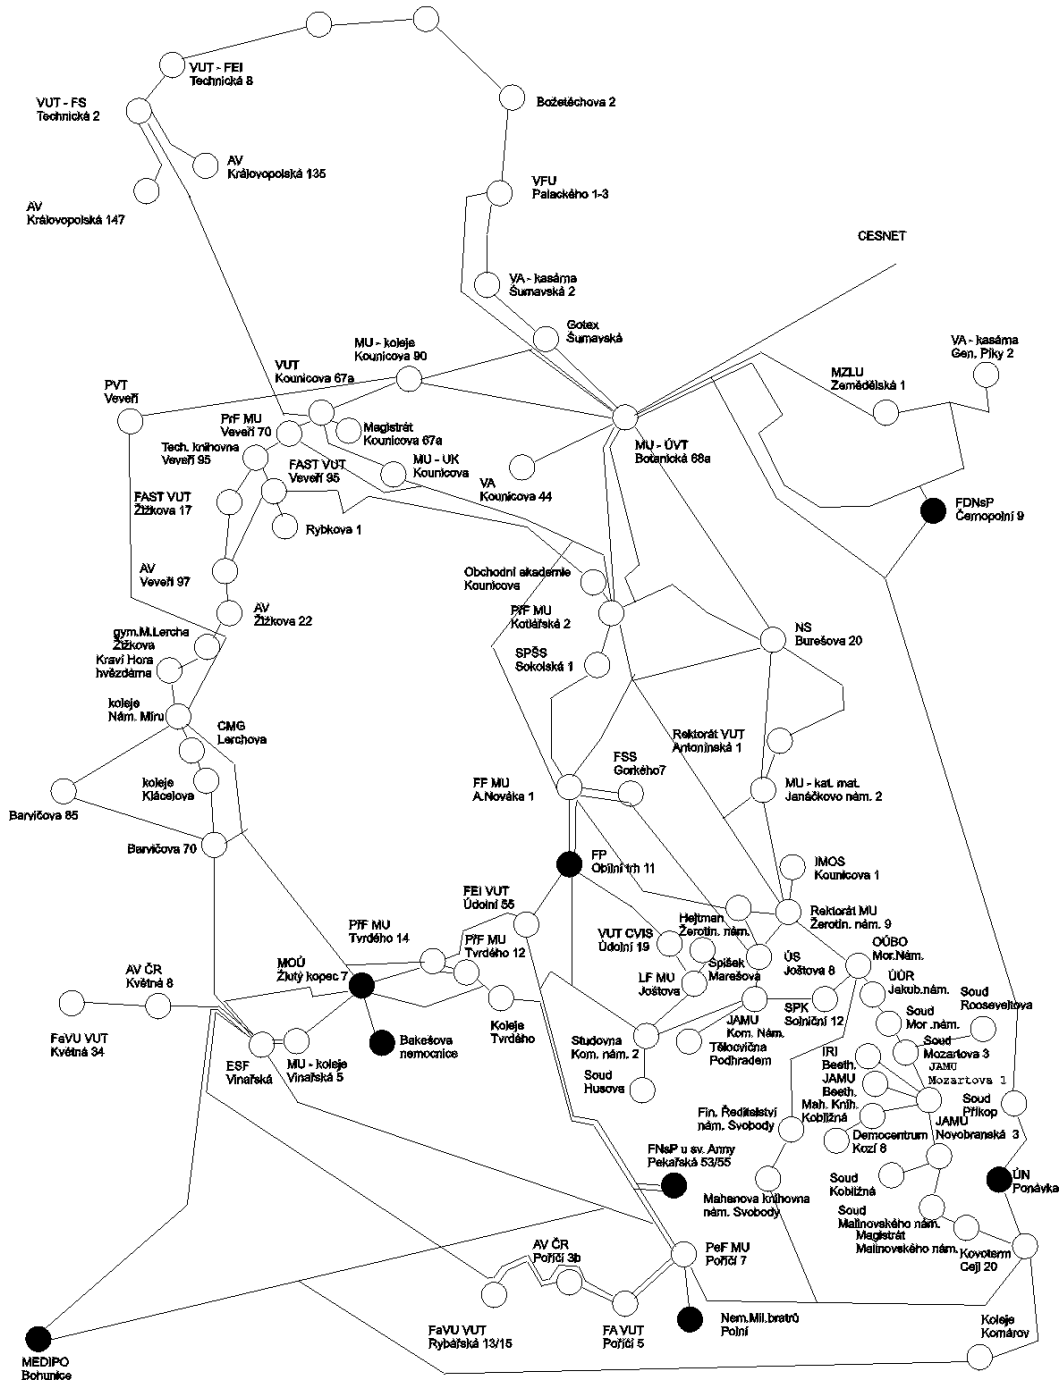 VUT - FEI
Technická 8
VUT - FS
Technická 2
Božetěchova 2
AV
Královopolská 135
VFU
Palackého 1-3
AV
Královopolská 147
CESNET
VA - kasárna
Šumavská 2
Gotex
Šumavská
MU - koleje
Kounicova 90
VA - kasárna
Gen. Píky 2
VUT
Kounicova 67a
MZLU
Zemědělská 1
PVT
Veveří
PrF MU
Veveří 70
Magistrát
Kounicova 67a
MU - ÚVT
Botanická 68a
Tech. knihovna
Veveří 95
FAST VUT
Veveří 95
MU - UK
Kounicova
VA
Kounicova 44
FAST VUT
Žižkova 17
FDNsP
Černopolní 9
Rybkova 1
AV
Veveří 97
Obchodní akademie
Kounicova
AV
Žižkova 22
PřF MU
Kotlářská 2
NS
Burešova 20
gym.M.Lercha
Žižkova
SPŠS
Sokolská 1
Kraví Hora
hvězdárna
koleje
Nám. Míru
CMG
Lerchova
Rektorát VUT
Antonínská 1
FSS
Gorkého7
koleje
Klácelova
FF MU
A.Nováka 1
MU - kat. mat.
Janáčkovo nám. 2
Barvičova 85
Barvičova 70
FP
Obilní trh 11
IMOS
Kounicova 1
FEI VUT
Údolní 55
Hejtman
Žerotín. nám.
Rektorát MU
Žerotín. nám. 9
PřF MU
Tvrdého 14
PřF MU
Tvrdého 12
VUT CVIS
Údolní 19
OÚBO
Mor.Nám.
MOÚ
Žlutý kopec 7
Spišek
Marešova
ÚS
Joštova 8
AV ČR
Květná 8
LF MU
Joštova
ÚÚR
Jakub.nám.
Soud
Rooseveltova
JAMU
Kom. Nám.
SPK
Solniční 12
Soud
Mor .nám.
FaVU VUT
Květná 34
Bakešova
nemocnice
Koleje
Tvrdého
Studovna
Kom. nám. 2
Tělocvična
Podhradem
Soud
Mozartova 3
JAMU
Mozartova 1
ESF
Vinařská
MU - koleje
Vinařská 5
IRI
Beeth.
JAMU
Beeth.
Soud
Husova
Mah. Knih.
Kobližná
Soud
Příkop
Fin. Ředitelství
nám. Svobody
Democentrum
Kozí 8
JAMU
Novobranská 3
FNsP u sv. Anny
Pekařská 53/55
Soud
Kobližná
ÚN
Ponávka
Mahenova knihovna
nám. Svobody
Soud
Malinovského nám.
Magistrát
Malinovského nám.
AV ČR
Poříčí 3b
PeF MU
Poříčí 7
Kovoterm
Cejl 20
FaVU VUT
Rybářská 13/15
FA VUT
Poříčí 5
Nem.Mil.bratrů
Polní
Koleje
Komárov
MEDIPO
Bohunice